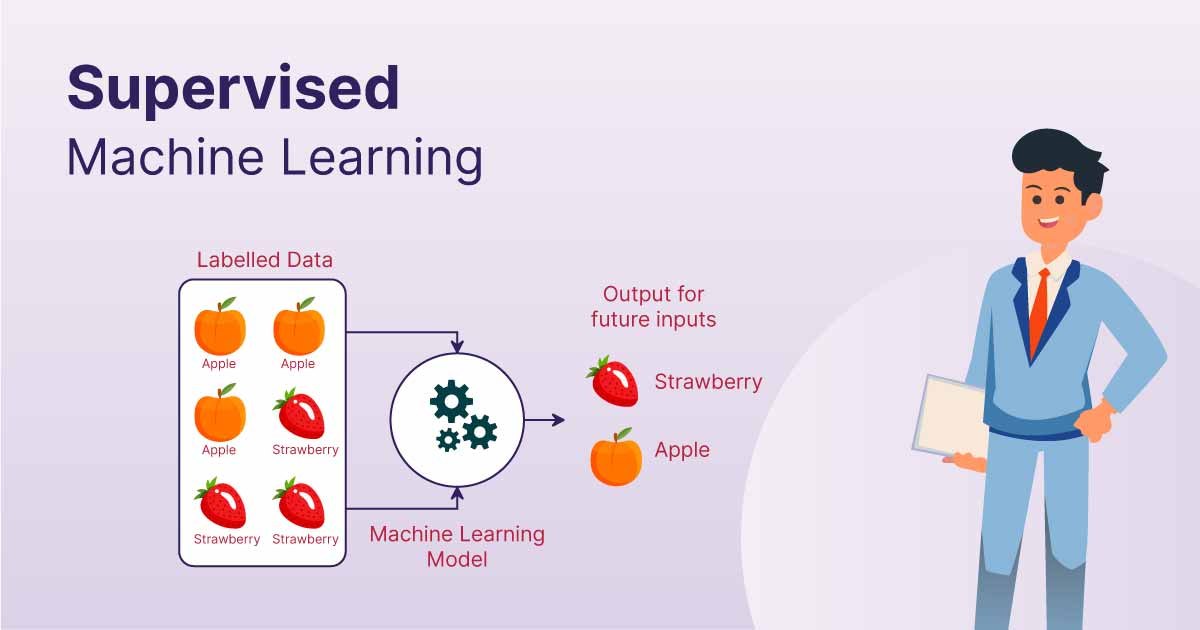 Supervised
Machine Learning
Labelled Data
Apple
Apple
Apple
Strawberry
Strawberry
Strawberry
Machine Learning
Model
Output for
future inputs
Strawberry
Apple